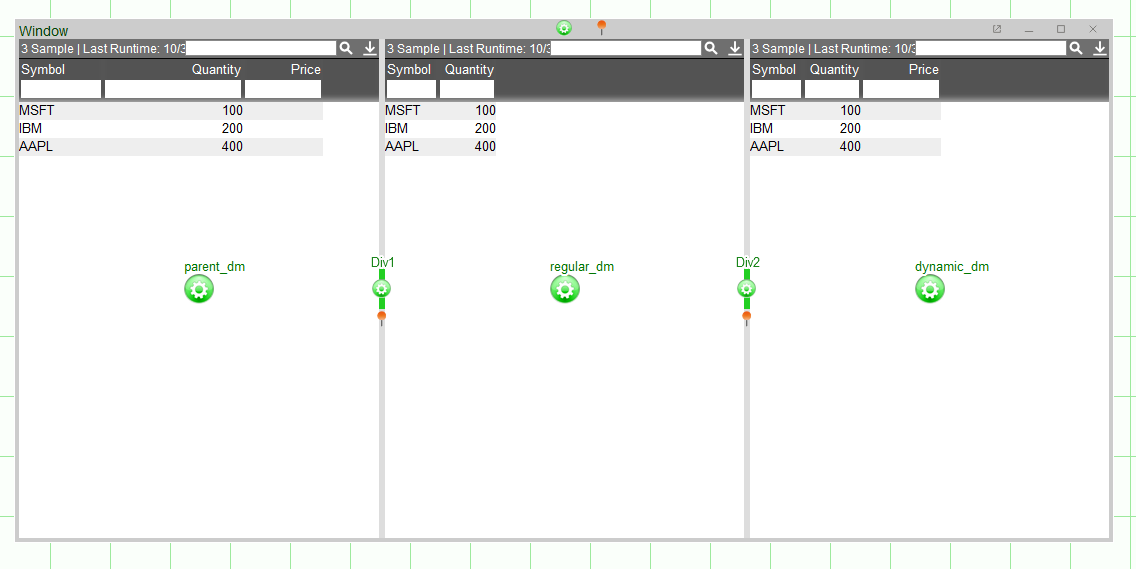 Window
3 Sample | Last Runtime: 10/3
3 Sample | Last Runtime: 10/3
3 Sample | Last Runtime: 10/3
Symbol Quantity Price
Symbol Quantity
Symbol Quantity Price
MSFT 100
MSFT 100
MSFT 100
IBM 200
IBM 200
IBM 200
AAPL 400
AAPL 400
AAPL 400
Div1
Div2
parent_dm
regular_dm
dynamic_dm